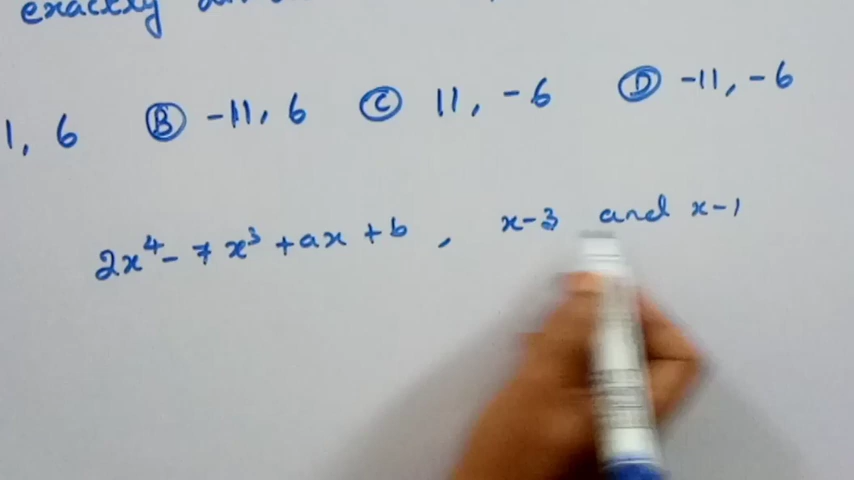 exactly
1, 6 Ⓑ -11, 6 Ⓒ 11, -6 Ⓓ -11, -6
2x⁴ - 7x³ + ax + b, x-3 and x-1